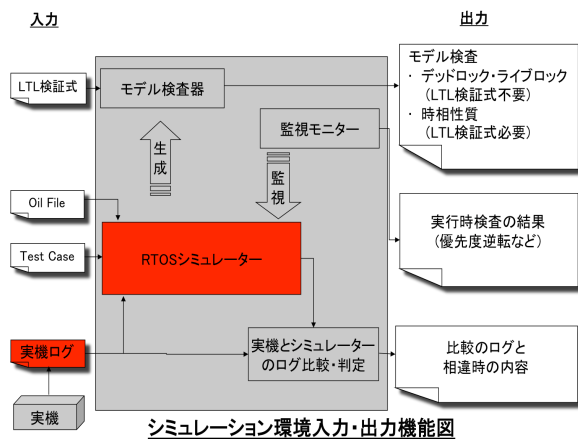 入力
出力
LTL検証式
モデル検査器
モデル検査
・ デッドロック・ライブロック
（LTL検証式不要）
・ 時相性質
（LTL検証式必要）
監視モニター
生成
監視
Oil File
Test Case
RTOSシミュレーター
実行時検査の結果
（優先度逆転など）
実機ログ
実機とシミュレーター
のログ比較・判定
比較のログと
相違時の内容
実機
シミュレーション環境入力・出力機能図